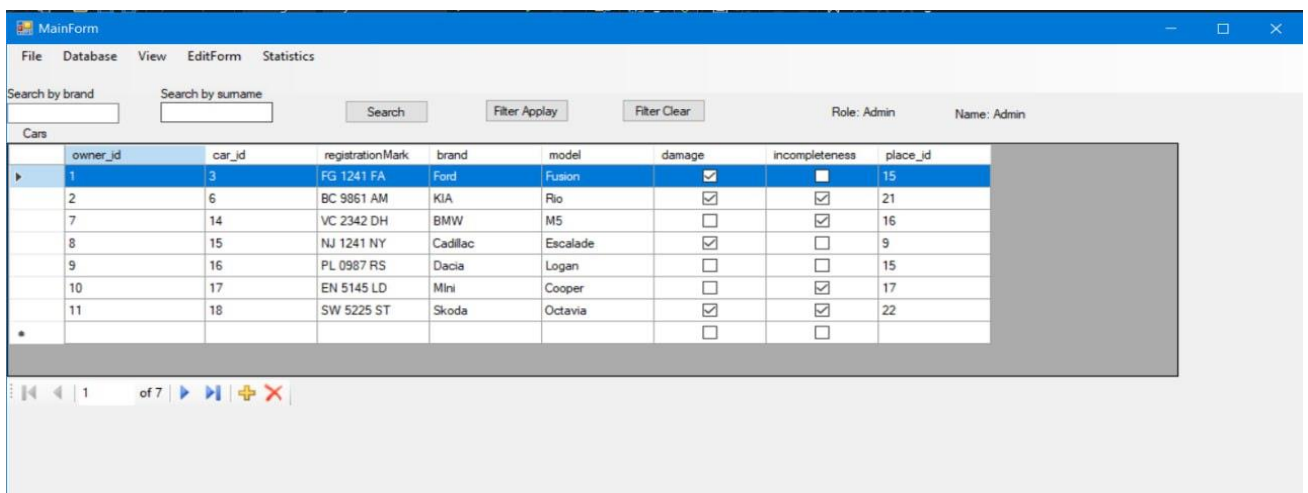 MainForm
File Database View EditForm Statistics
Search by brand Search by surname
Search Filter Applay Filter Clear Role: Admin Name: Admin
Cars
owner_id car_id registrationMark brand model damage incompleteness place_id
1 3 FG 1241 FA Ford Fusion 15
2 6 BC 9861 AM KIA Rio 21
7 14 VC 2342 DH BMW M5 16
8 15 NJ 1241 NY Cadillac Escalade 9
9 16 PL 0987 RS Dacia Logan 15
10 17 EN 5145 LD MIni Cooper 17
11 18 SW 5225 ST Skoda Octavia 22
1 of 7